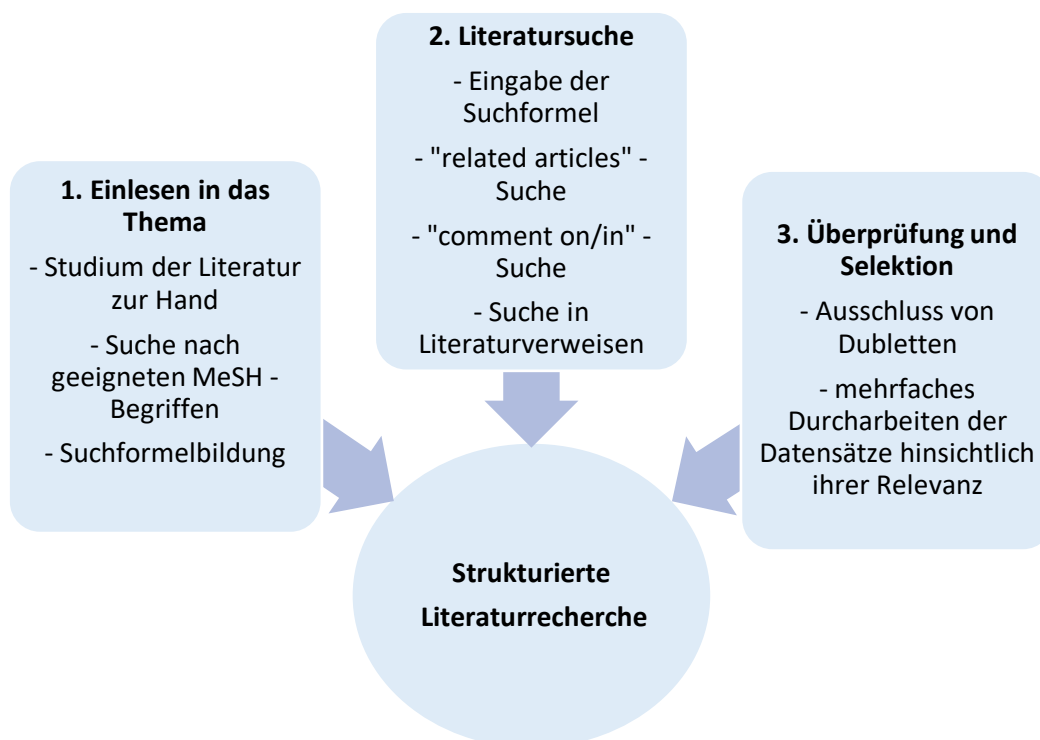 1. Einlesen in das
Thema
- Studium der Literatur
zur Hand
- Suche nach
geeigneten MeSH -
Begriffen
- Suchformelbildung
2. Literatursuche
- Eingabe der
Suchformel
- "related articles" -
Suche
- "comment on/in" -
Suche
- Suche in
Literaturverweisen
3. Überprüfung und
Selektion
- Ausschluss von
Dubletten
- mehrfaches
Durcharbeiten der
Datensätze hinsichtlich
ihrer Relevanz
Strukturierte
Literaturrecherche